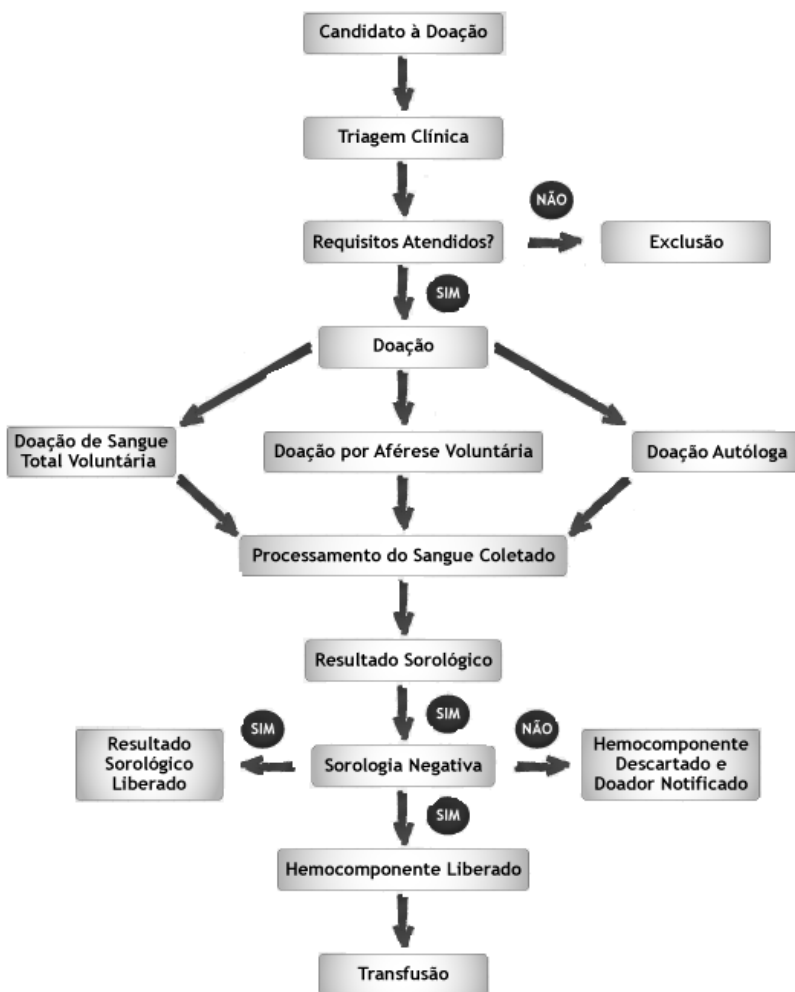 Candidato à Doação
Triagem Clínica
NÃO
Requisitos Atendidos?
Exclusão
SIM
Doação
Doação de Sangue
Total Voluntária
Doação por Aférese Voluntária
Doação Autóloga
Processamento do Sangue Coletado
Resultado Sorológico
SIM
SIM
NÃO
Resultado
Sorológico
Liberado
Sorologia Negativa
Hemocomponente
Descartado e
Doador Notificado
SIM
Hemocomponente Liberado
Transfusão